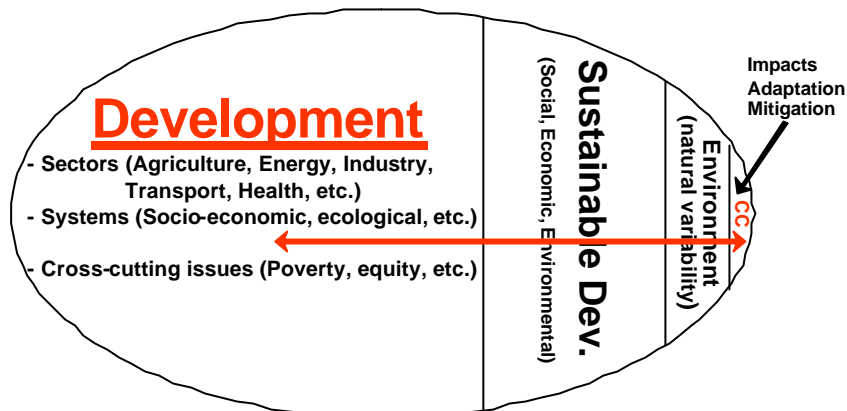 Development
- Sectors (Agriculture, Energy, Industry,
Transport, Health, etc.)
- Systems (Socio-economic, ecological, etc.)
- Cross-cutting issues (Poverty, equity, etc.)
Sustainable Dev.
(Social, Economic, Environmental)
Environment
(natural variability)
CC
Impacts
Adaptation
Mitigation